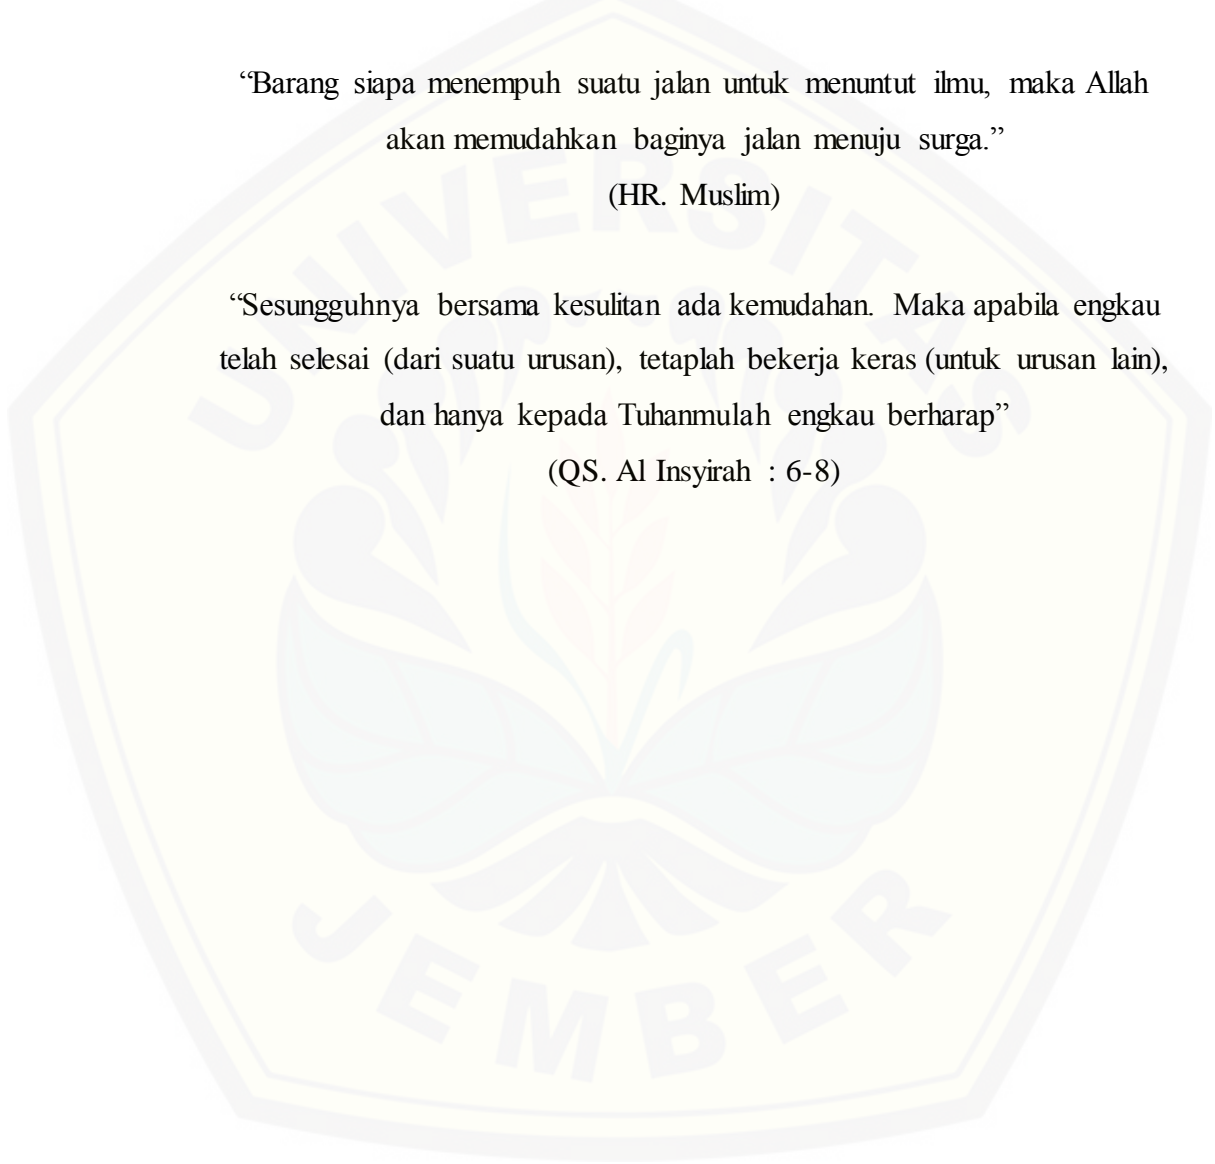 “Barang siapa menempuh suatu jalan untuk menuntut ilmu, maka Allah
akan memudahkan baginya jalan menuju surga.”
(HR. Muslim)
“Sesungguhnya bersama kesulitan ada kemudahan. Maka apabila engkau
telah selesai (dari suatu urusan), tetaplah bekerja keras (untuk urusan lain),
dan hanya kepada Tuhanmulah engkau berharap”
(QS. Al Insyirah : 6-8)
UNIVERSITAS
JEMBER